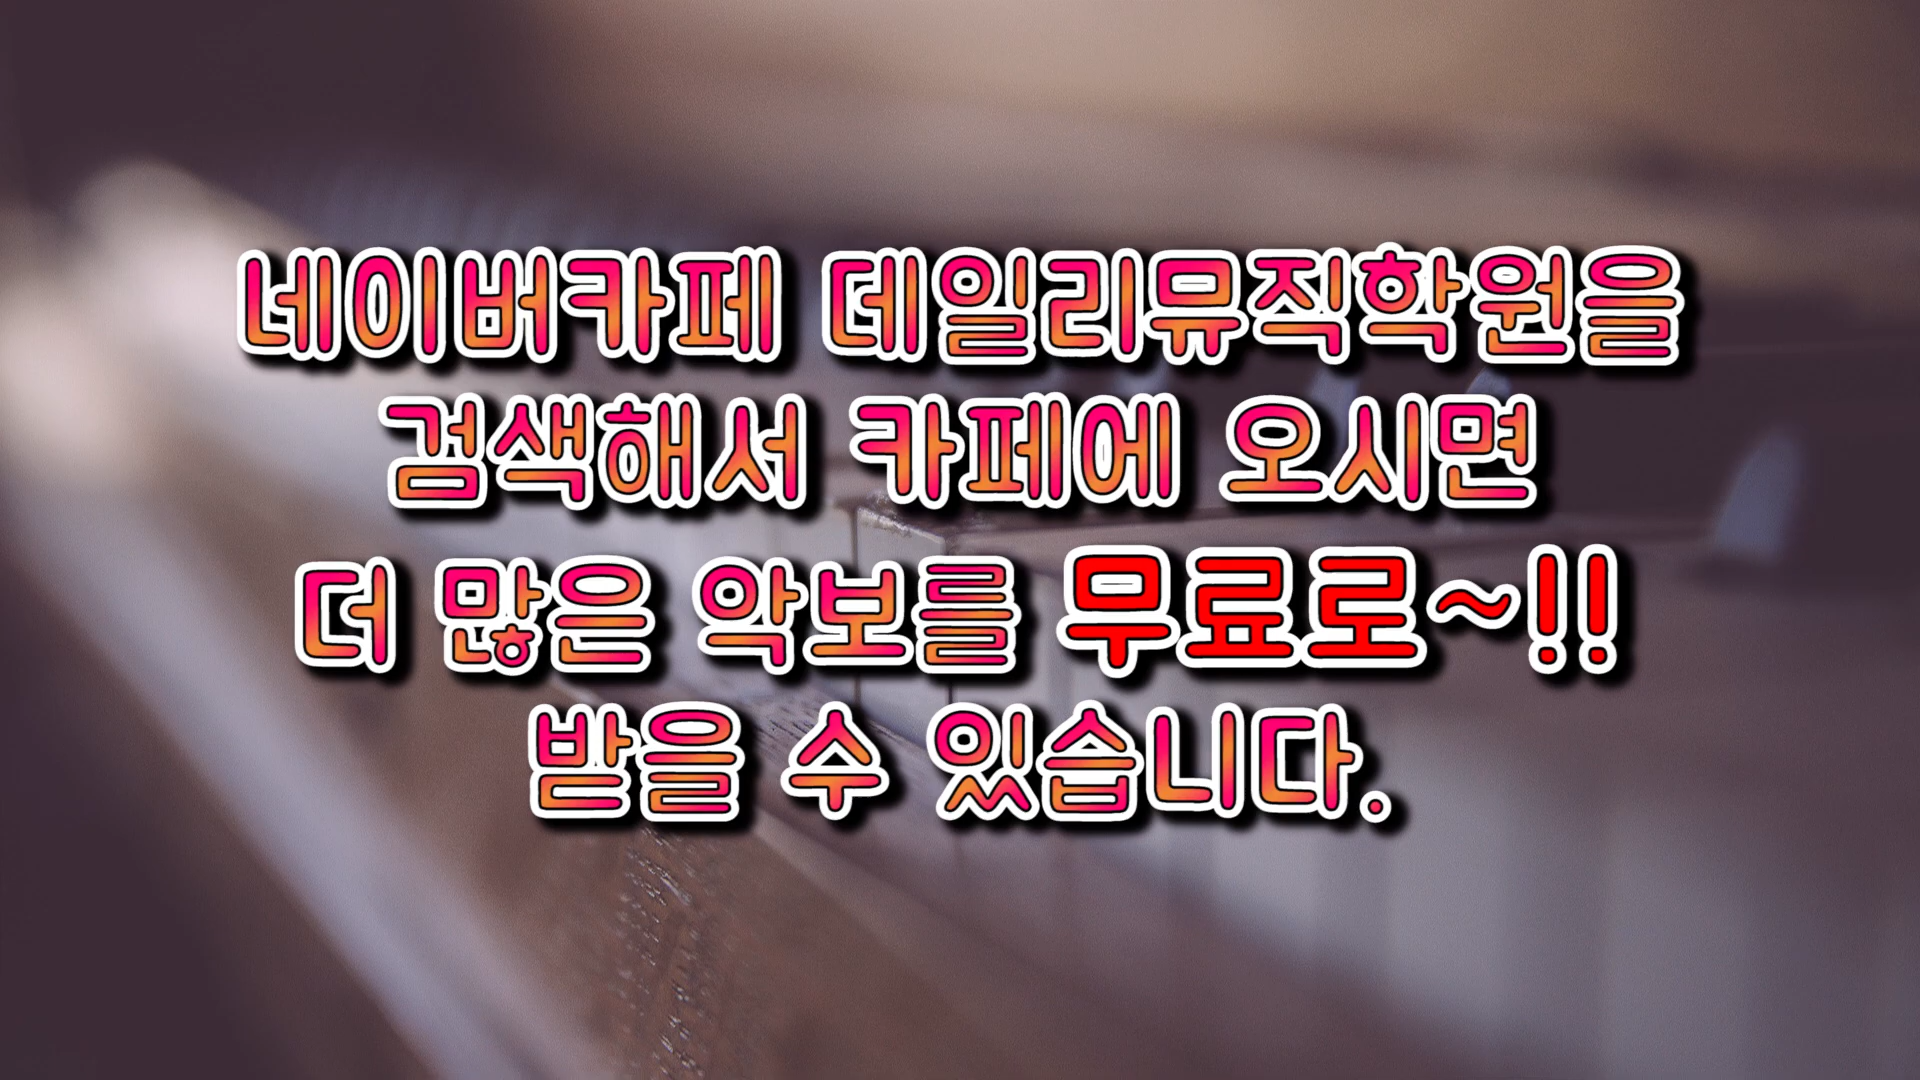 네이버카페 데일리뮤직학원을
검색해서 카페에 오시면
더 많은 악보를 무료로~!!
받을 수 있습니다.